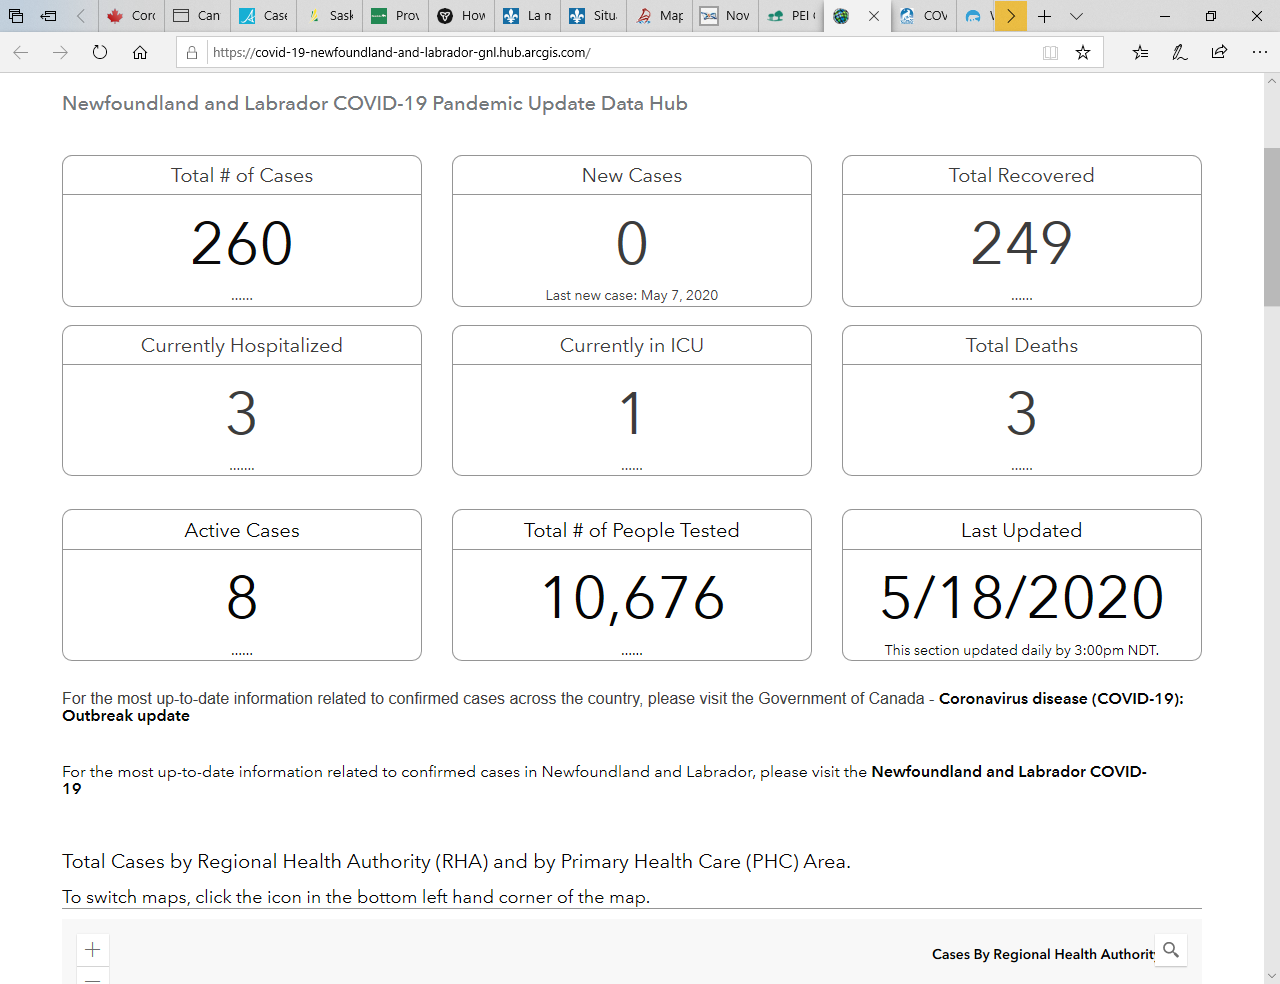 Cord
Can
Case
Sask
Prov
How
La m
Situ
Map
Nov
PEI
COV
https://covid-19-newfoundland-and-labrador-gnl.hub.arcgis.com/
Newfoundland and Labrador COVID-19 Pandemic Update Data Hub
Total # of Cases
260
......
New Cases
0
Last new case: May 7, 2020
Total Recovered
249
......
Currently Hospitalized
3
.......
Currently in ICU
1
......
Total Deaths
3
......
Active Cases
8
......
Total # of People Tested
10,676
......
Last Updated
5/18/2020
This section updated daily by 3:00pm NDT.
For the most up-to-date information related to confirmed cases across the country, please visit the Government of Canada - Coronavirus disease (COVID-19):
Outbreak update
For the most up-to-date information related to confirmed cases in Newfoundland and Labrador, please visit the Newfoundland and Labrador COVID-
19
Total Cases by Regional Health Authority (RHA) and by Primary Health Care (PHC) Area.
To switch maps, click the icon in the bottom left hand corner of the map.
Cases By Regional Health Authorit